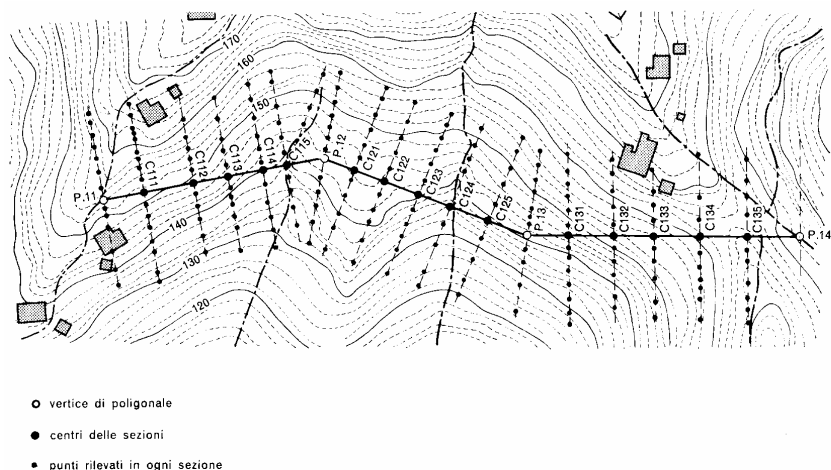 170
160
150
P.11
C111
C112
C113
C114
C115
P.12
C121
C122
C123
C124
C125
P.13
C131
C132
C133
C134
C135
P.14
140
130
120
vertice di poligonale
centri delle sezioni
punti rilevati in ogni sezione